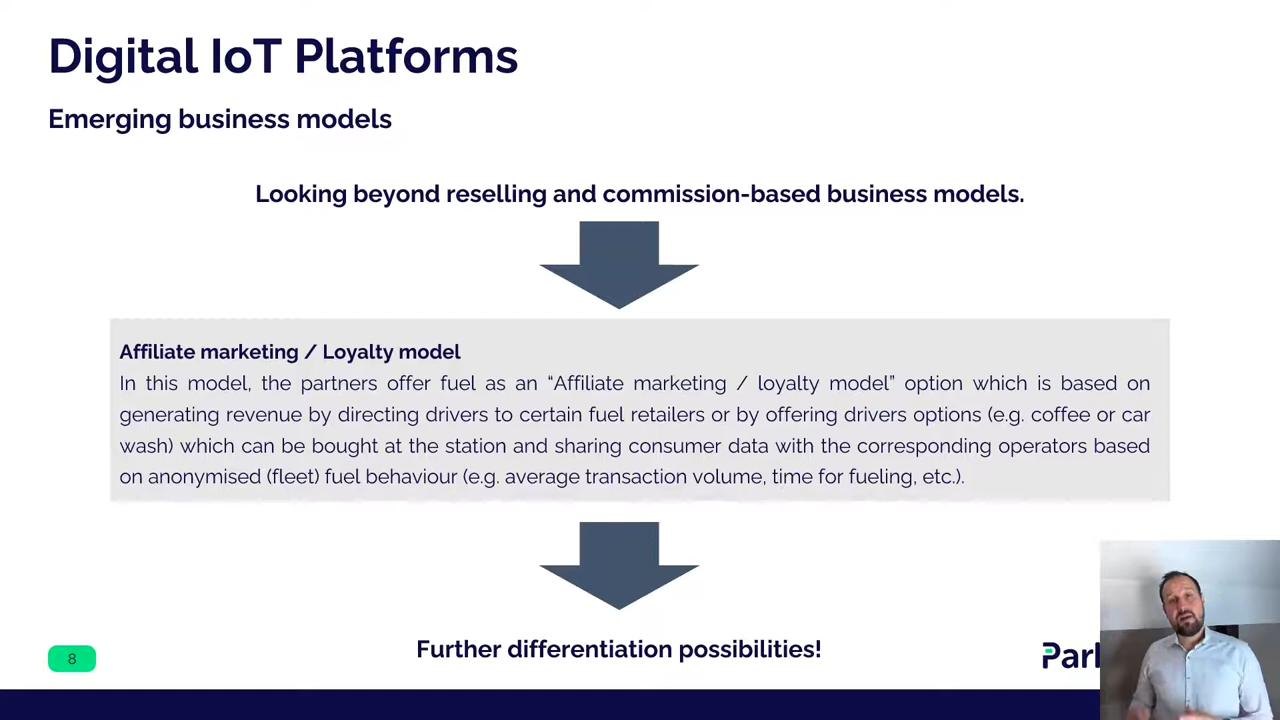 Digital IoT Platforms
Emerging business models
Looking beyond reselling and commission-based business models.
Affiliate marketing / Loyalty model
In this model, the partners offer fuel as an “Affiliate marketing / loyalty model” option which is based on
generating revenue by directing drivers to certain fuel retailers or by offering drivers options (e.g. coffee or car
wash) which can be bought at the station and sharing consumer data with the corresponding operators based
on anonymised (fleet) fuel behaviour (e.g. average transaction volume, time for fueling, etc.).
Further differentiation possibilities!
8